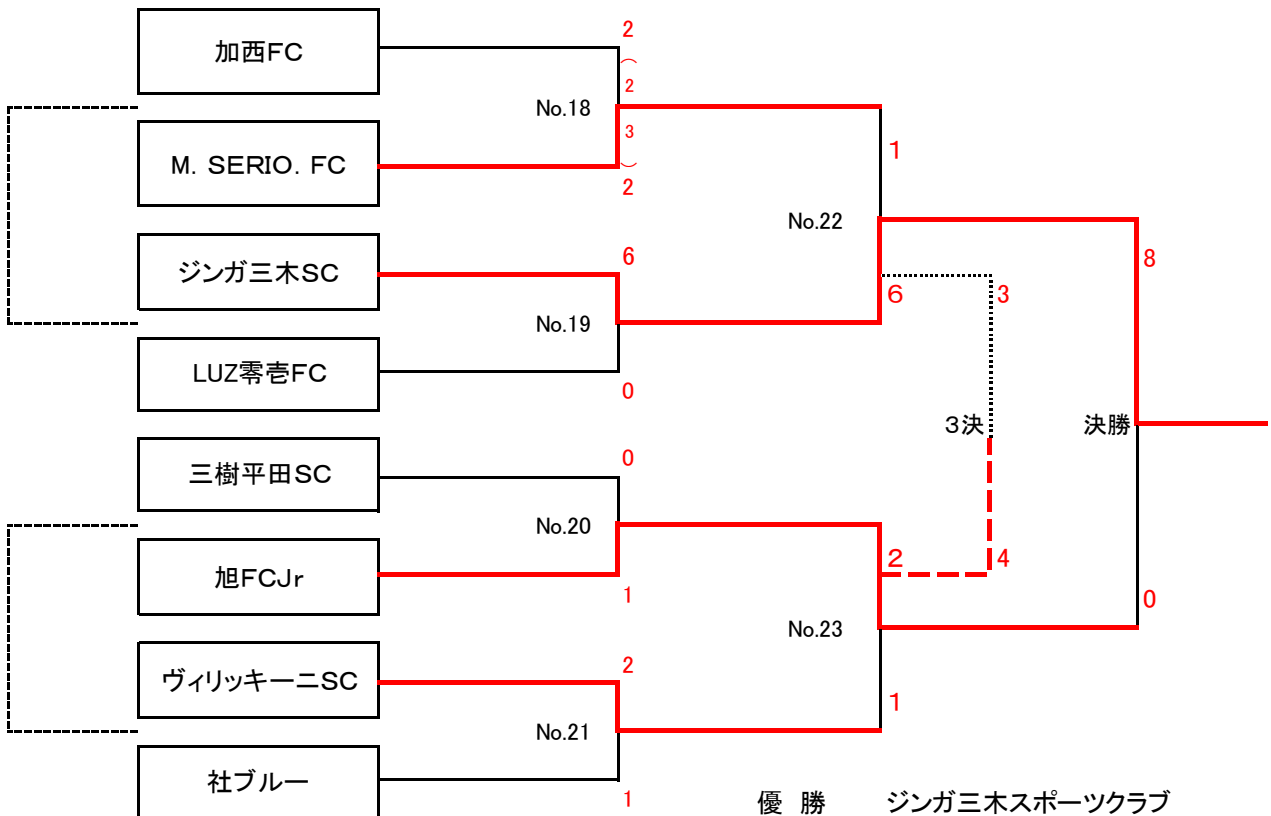 加西FC
2
（
2
No.18
3
）
M. SERIO. FC
2
1
No.22
6
ジンガ三木SC
6
3
8
No.19
LUZ零壱FC
0
3決
決勝
三樹平田SC
0
No.20
2
4
旭FCJr
1
0
No.23
ヴィリッキーニSC
2
1
No.21
社ブルー
1
優 勝 ジンガ三木スポーツクラブ